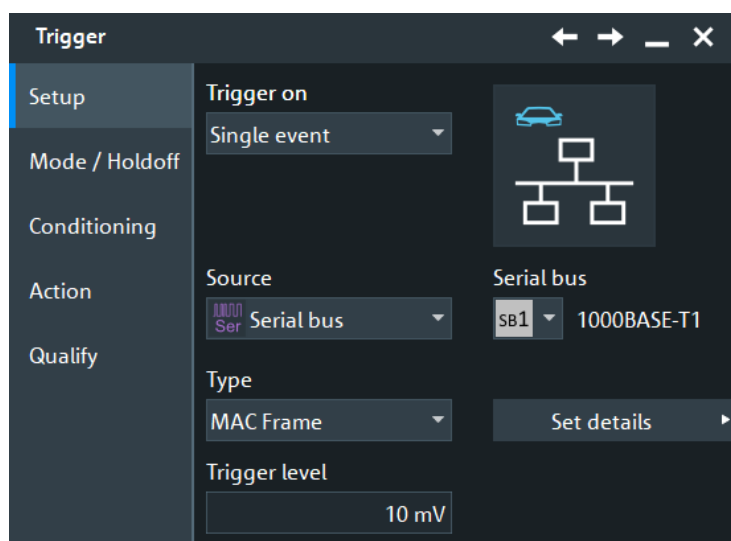 Trigger
Setup
Mode / Holdoff
Conditioning
Action
Qualify
Trigger on
Single event
Source
Serial bus
Ser Serial bus
SB1 1000BASE-T1
Type
MAC Frame
Set details
Trigger level
10 mV